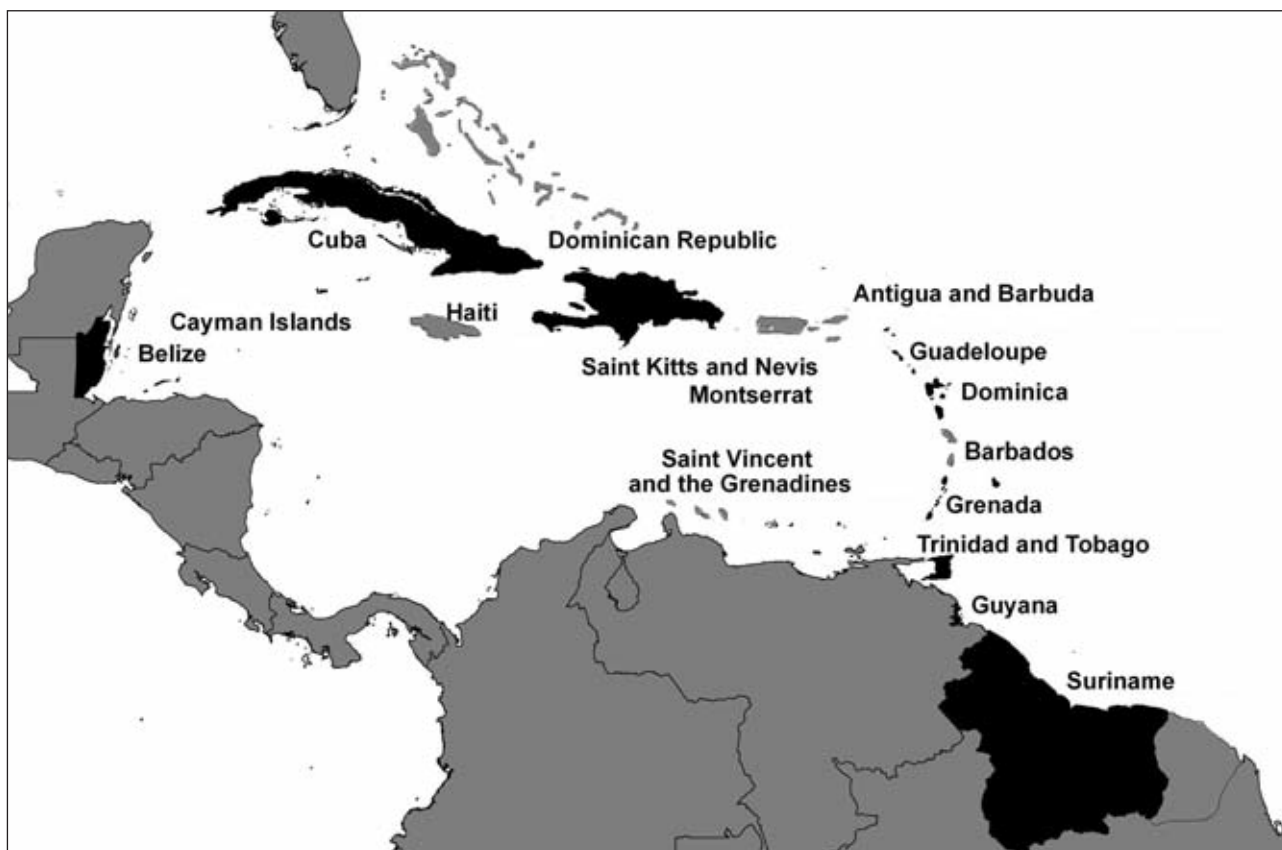 Cuba
Dominican Republic
Antigua and Barbuda
Haiti
Cayman Islands
Belize
Guadeloupe
Saint Kitts and Nevis
Montserrat
Dominica
Barbados
Saint Vincent
and the Grenadines
Grenada
Trinidad and Tobago
Guyana
Suriname